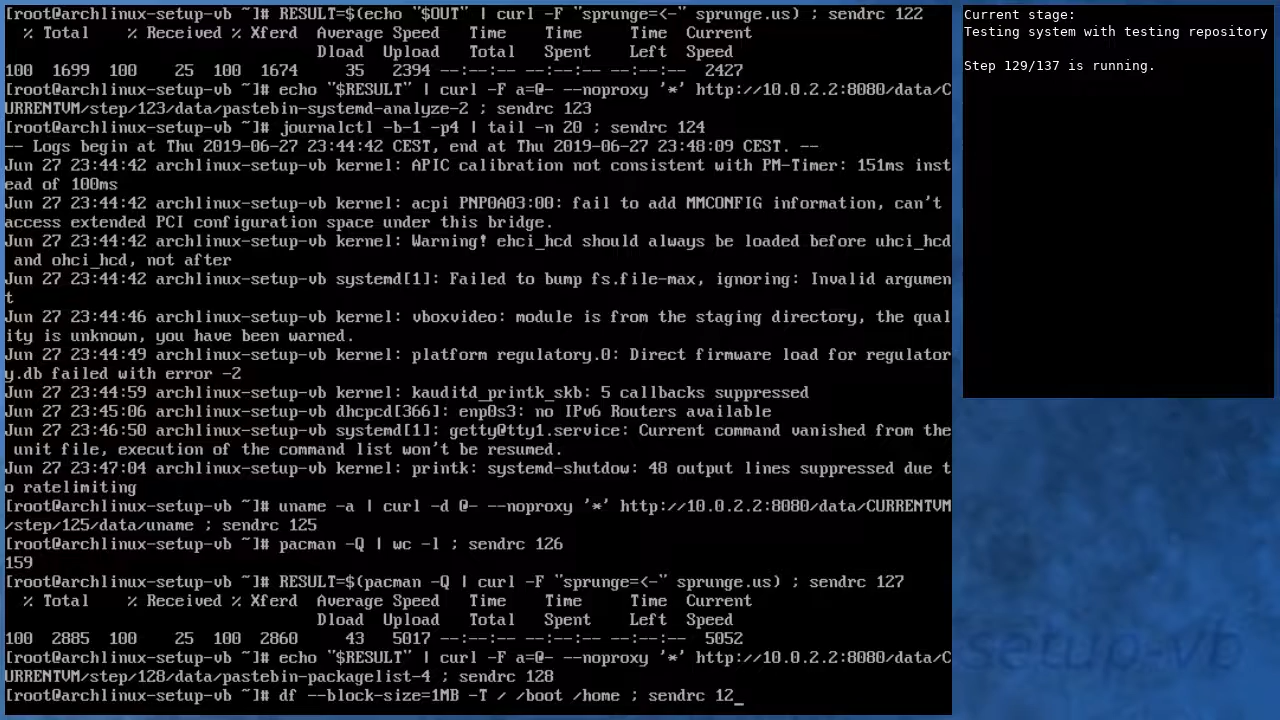 [root@archlinux-setup-vb ~]# RESULT=$(echo "$OUT" | curl -F "sprunge=<-" sprunge.us) ; sendrc 122
  % Total    % Received % Xferd  Average Speed   Time    Time     Time  Current
                                 Dload  Upload   Total   Spent    Left  Speed
100  1699  100    25  100  1674     35   2394 --:--:-- --:--:-- --:--:--  2427
[root@archlinux-setup-vb ~]# echo "$RESULT" | curl -F a=@- --noproxy '*' http://10.0.2.2:8080/data/C
URRENTVM/step/123/data/pastebin-systemd-analyze-2 ; sendrc 123
[root@archlinux-setup-vb ~]# journalctl -b-1 -p4 | tail -n 20 ; sendrc 124
-- Logs begin at Thu 2019-06-27 23:44:42 CEST, end at Thu 2019-06-27 23:48:09 CEST. --
Jun 27 23:44:42 archlinux-setup-vb kernel: APIC calibration not consistent with PM-Timer: 151ms inst
ead of 100ms
Jun 27 23:44:42 archlinux-setup-vb kernel: acpi PNP0A03:00: fail to add MMCONFIG information, can't
access extended PCI configuration space under this bridge.
Jun 27 23:44:42 archlinux-setup-vb kernel: Warning! ehci_hcd should always be loaded before uhci_hcd
 and ohci_hcd, not after
Jun 27 23:44:42 archlinux-setup-vb systemd[1]: Failed to bump fs.file-max, ignoring: Invalid argumen
t
Jun 27 23:44:46 archlinux-setup-vb kernel: vboxvideo: module is from the staging directory, the qual
ity is unknown, you have been warned.
Jun 27 23:44:49 archlinux-setup-vb kernel: platform regulatory.0: Direct firmware load for regulator
y.db failed with error -2
Jun 27 23:44:59 archlinux-setup-vb kernel: kauditd_printk_skb: 5 callbacks suppressed
Jun 27 23:45:06 archlinux-setup-vb dhcpcd[366]: enp0s3: no IPv6 Routers available
Jun 27 23:46:50 archlinux-setup-vb systemd[1]: getty@tty1.service: Current command vanished from the
 unit file, execution of the command list won't be resumed.
Jun 27 23:47:04 archlinux-setup-vb kernel: printk: systemd-shutdow: 48 output lines suppressed due t
o ratelimiting
[root@archlinux-setup-vb ~]# uname -a | curl -d @- --noproxy '*' http://10.0.2.2:8080/data/CURRENTVM
/step/125/data/uname ; sendrc 125
[root@archlinux-setup-vb ~]# pacman -Q | wc -l ; sendrc 126
159
[root@archlinux-setup-vb ~]# RESULT=$(pacman -Q | curl -F "sprunge=<-" sprunge.us) ; sendrc 127
  % Total    % Received % Xferd  Average Speed   Time    Time     Time  Current
                                 Dload  Upload   Total   Spent    Left  Speed
100  2885  100    25  100  2860     43   5017 --:--:-- --:--:-- --:--:--  5052
[root@archlinux-setup-vb ~]# echo "$RESULT" | curl -F a=@- --noproxy '*' http://10.0.2.2:8080/data/C
URRENTVM/step/128/data/pastebin-packagelist-4 ; sendrc 128
[root@archlinux-setup-vb ~]# df --block-size=1MB -T / /boot /home ; sendrc 12_
Current stage:
Testing system with testing repository
Step 129/137 is running.
setup-vb